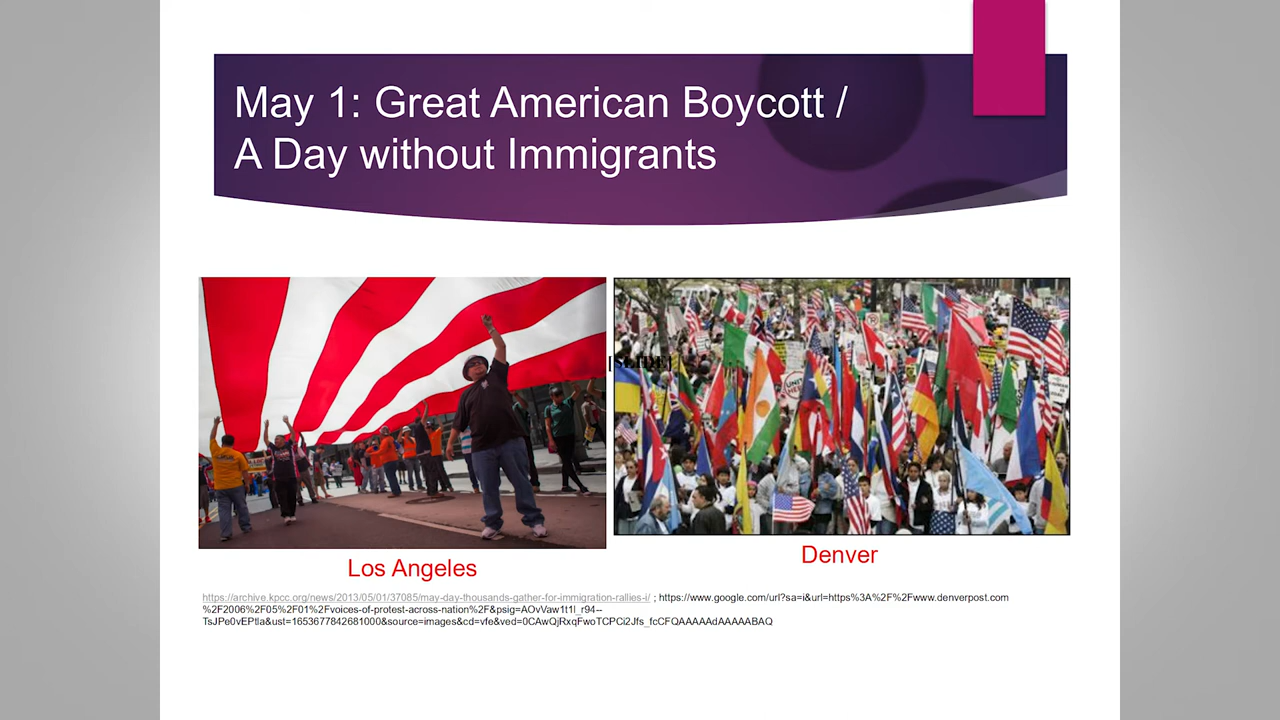 May 1: Great American Boycott /
A Day without Immigrants
[SLIDE]
Los Angeles
Denver
https://archive.kpcc.org/news/2013/05/01/37085/may-day-thousands-gather-for-immigration-rallies-i/ ; https://www.google.com/url?sa=i&url=https%3A%2F%2Fwww.denverpost.com
%2F2006%2F05%2F01%2Fvoices-of-protest-across-nation%2F&psig=AOvVaw1t1I_r94--
TsJPe0vEPtla&ust=1653677842681000&source=images&cd=vfe&ved=0CAwQjRxqFwoTCPCi2Jfs_fcCFQAAAAAdAAAAABAQ